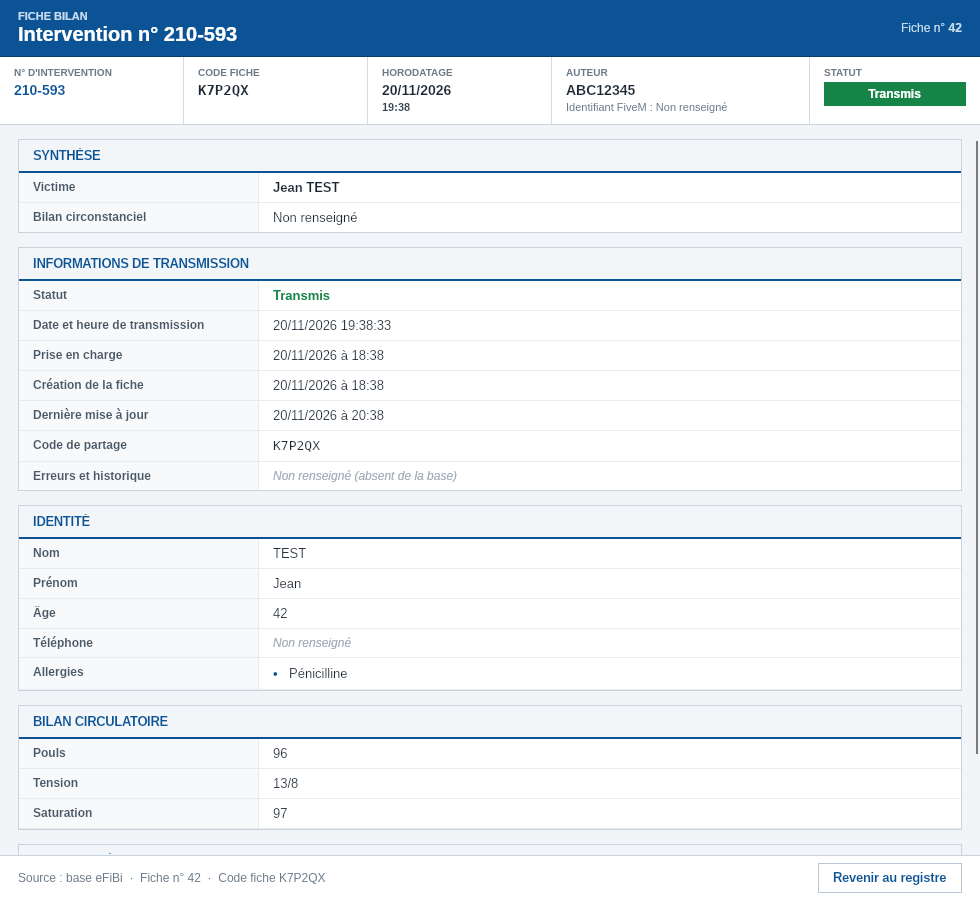 FICHE BILAN
Intervention n° 210-593
Fiche n° 42
N° D'INTERVENTION
210-593
CODE FICHE
K7P2QX
HORODATAGE
20/11/2026
19:38
AUTEUR
ABC12345
Identifiant FiveM : Non renseigné
STATUT
Transmis
SYNTHÈSE
Victime Jean TEST
Bilan circonstanciel Non renseigné
INFORMATIONS DE TRANSMISSION
Statut Transmis
Date et heure de transmission 20/11/2026 19:38:33
Prise en charge 20/11/2026 à 18:38
Création de la fiche 20/11/2026 à 18:38
Dernière mise à jour 20/11/2026 à 20:38
Code de partage K7P2QX
Erreurs et historique Non renseigné (absent de la base)
IDENTITÉ
Nom TEST
Prénom Jean
Âge 42
Téléphone Non renseigné
Allergies • Pénicilline
BILAN CIRCULATOIRE
Pouls 96
Tension 13/8
Saturation 97
Source : base eFiBi · Fiche n° 42 · Code fiche K7P2QX
Revenir au registre